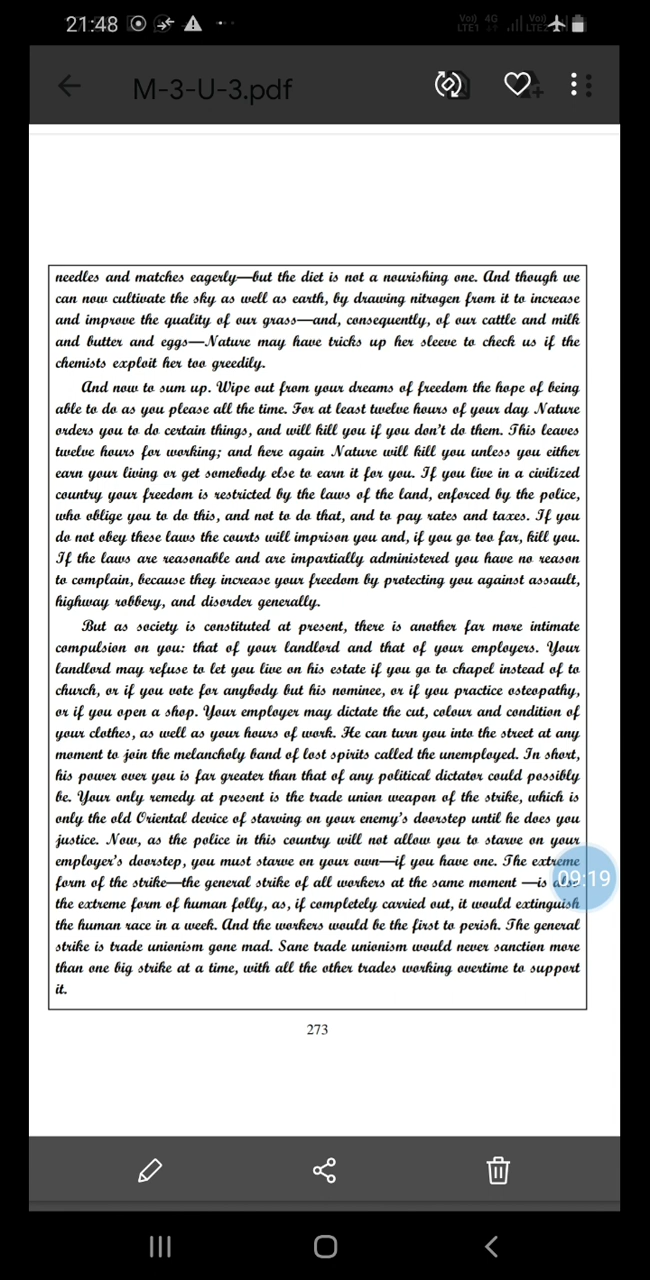 21:48
Voi) 4G
LTE1
Voi)
LTE2
M-3-U-3.pdf
needles and matches eagerly—but the diet is not a nourishing one. And though we
can now cultivate the sky as well as earth, by drawing nitrogen from it to increase
and improve the quality of our grass—and, consequently, of our cattle and milk
and butter and eggs—Nature may have tricks up her sleeve to check us if the
chemists exploit her too greedily.
And now to sum up. Wipe out from your dreams of freedom the hope of being
able to do as you please all the time. For at least twelve hours of your day Nature
orders you to do certain things, and will kill you if you don't do them. This leaves
twelve hours for working; and here again Nature will kill you unless you either
earn your living or get somebody else to earn it for you. If you live in a civilized
country your freedom is restricted by the laws of the land, enforced by the police,
who oblige you to do this, and not to do that, and to pay rates and taxes. If you
do not obey these laws the courts will imprison you and, if you go too far, kill you.
If the laws are reasonable and are impartially administered you have no reason
to complain, because they increase your freedom by protecting you against assault,
highway robbery, and disorder generally.
But as society is constituted at present, there is another far more intimate
compulsion on you: that of your landlord and that of your employers. Your
landlord may refuse to let you live on his estate if you go to chapel instead of to
church, or if you vote for anybody but his nominee, or if you practice osteopathy,
or if you open a shop. Your employer may dictate the cut, colour and condition of
your clothes, as well as your hours of work. He can turn you into the street at any
moment to join the melancholy band of lost spirits called the unemployed. In short,
his power over you is far greater than that of any political dictator could possibly
be. Your only remedy at present is the trade union weapon of the strike, which is
only the old Oriental device of starving on your enemy's doorstep until he does you
justice. Now, as the police in this country will not allow you to starve on your
employer's doorstep, you must starve on your own—if you have one. The extreme
form of the strike—the general strike of all workers at the same moment —is also
09:19
the extreme form of human folly, as, if completely carried out, it would extinguish
the human race in a week. And the workers would be the first to perish. The general
strike is trade unionism gone mad. Sane trade unionism would never sanction more
than one big strike at a time, with all the other trades working overtime to support
it.
273